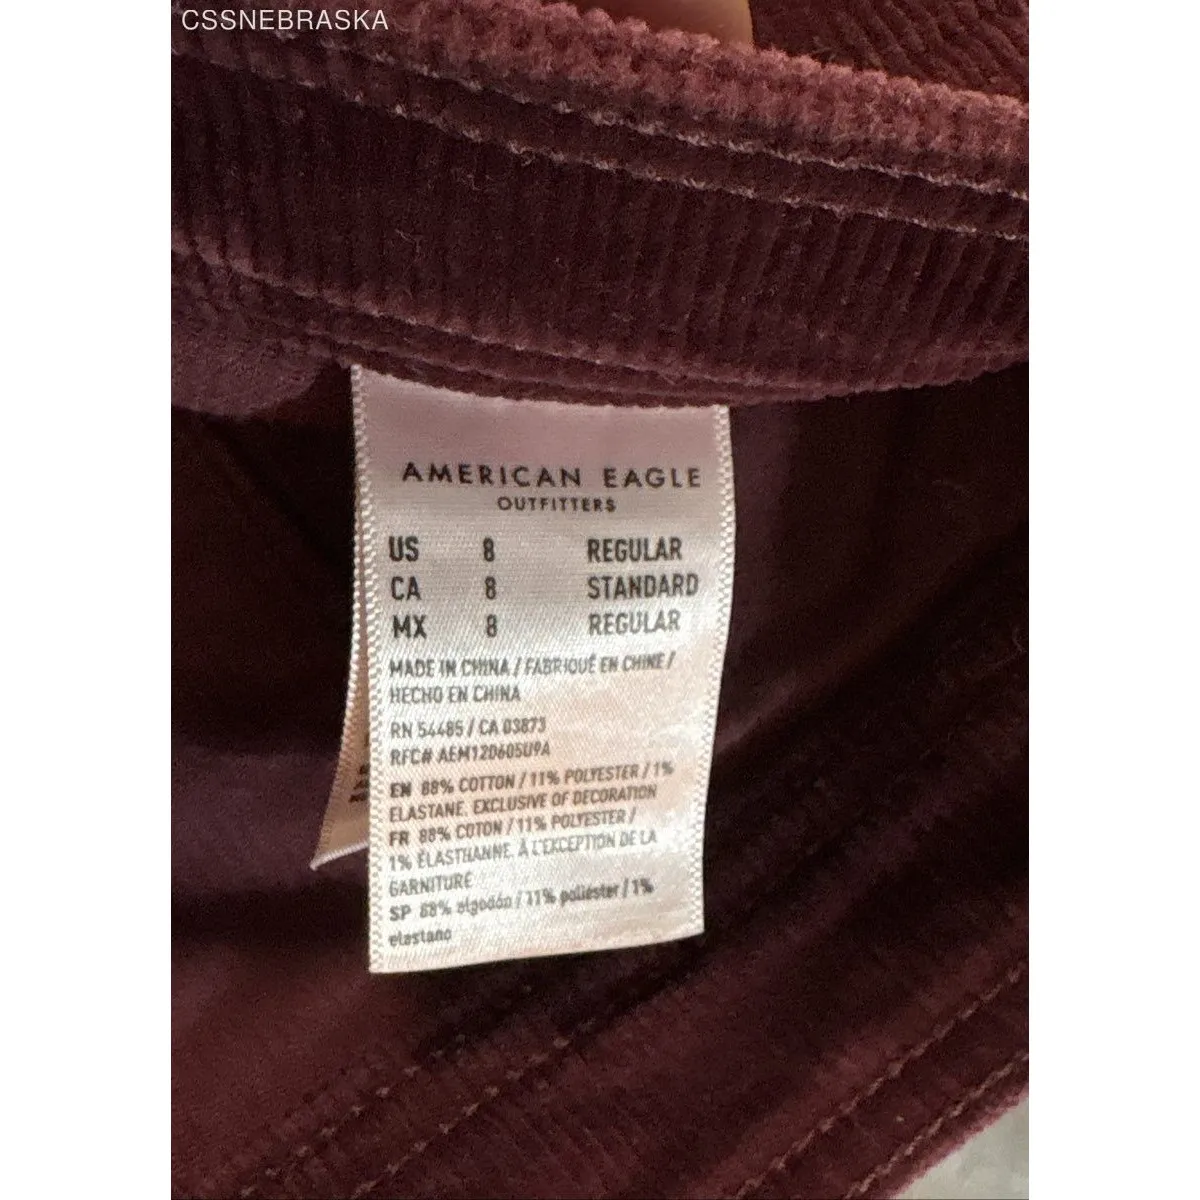 CSSNEBRASKA
AMERICAN EAGLE
OUTFITTERS
US 8 REGULAR
CA 8 STANDARD
MX 8 REGULAR
MADE IN CHINA / FABRIQUÉ EN CHINE /
HECHO EN CHINA
RN 54485 / CA 03873
RFC# AEM120605U9A
EN 88% COTTON / 11% POLYESTER / 1%
ELASTANE. EXCLUSIVE OF DECORATION
FR 88% COTON / 11% POLYESTER /
1% ÉLASTHANNE. À L'EXCEPTION DE LA
GARNITURE
SP 88% algodón / 11% poliéster / 1%
elastano